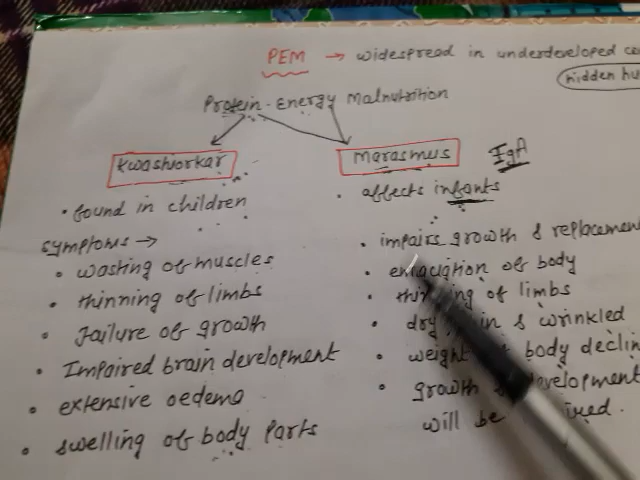 PEM → widespread in underdeveloped
hidden
Protein-energy Malnutrition
Kwashiorkar
• found in children
symptoms →
• wasting of muscles
• thinning of limbs
• Failure of growth
• Impaired brain development
• extensive oedema
• swelling of body parts
Marasmus
IgA
• affects infants
• impairs growth & replacement
• emaciation of body
• thinning of limbs
• dry & wrinkled
• weight body
• growth development
will be